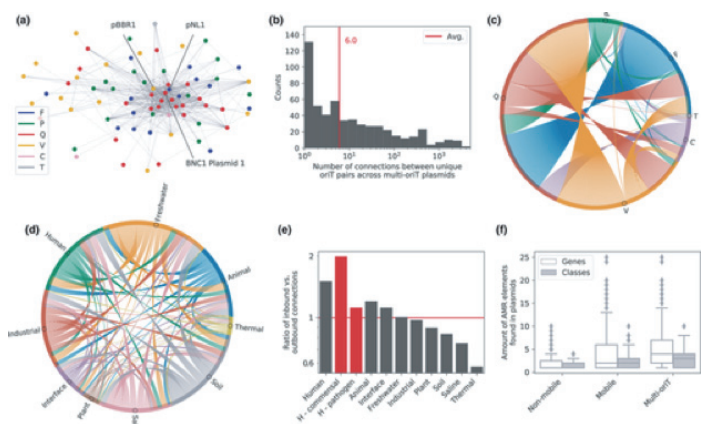 (a)
pBBR1
pNL1
F
P
Q
V
C
T
BNC1 Plasmid 1
(b)
140
120
100
80
60
40
20
0
6.0
Avg.
Counts
10⁰
10¹
10²
10³
Number of connections between unique
oriT pairs across multi-oriT plasmids
(c)
Q
T
C
V
(d)
Freshwater
Human
Animal
Industrial
Thermal
Interface
Plant
Soil
(e)
2
1
0.6
Ratio of inbound vs.
outbound connections
Human
H - commensal
H - pathogen
Animal
Interface
Freshwater
Industrial
Plant
Soil
Saline
Thermal
(f)
25
20
15
10
5
0
Genes
Classes
Amount of AMR elements
found in plasmids
Non-mobile
Mobile
Multi-oriT